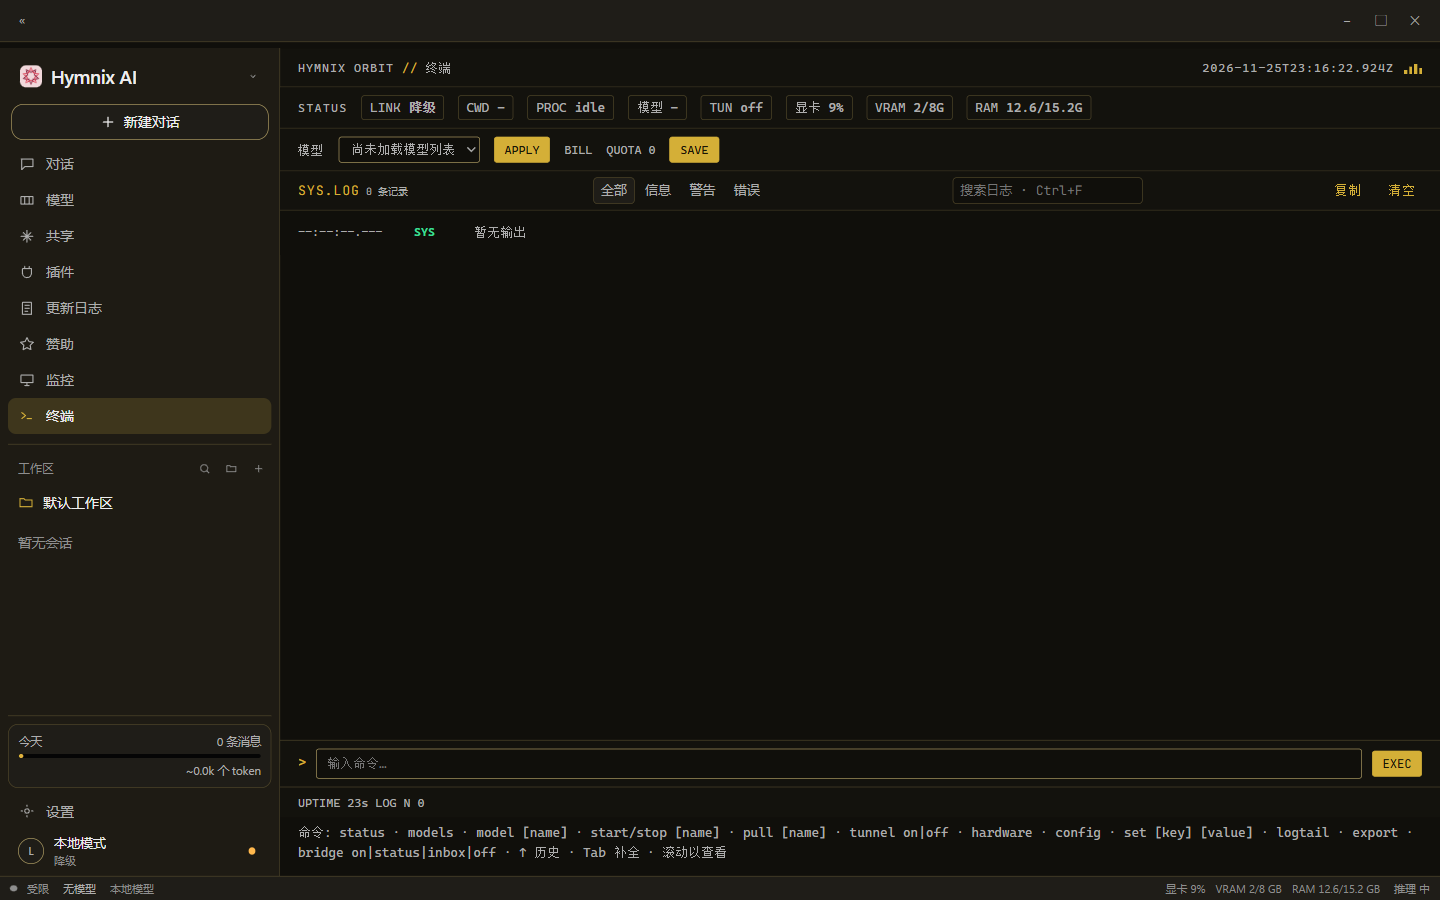 «
Hymnix AI
+ 新建对话
对话
模型
共享
插件
更新日志
赞助
监控
终端
工作区
默认工作区
暂无会话
今天 0 条消息
~0.0k 个 token
设置
L 本地模式
降级
HYMNIX ORBIT // 终端 2026-11-25T23:16:22.924Z
STATUS LINK 降级 CWD – PROC idle 模型 – TUN off 显卡 9% VRAM 2/8G RAM 12.6/15.2G
模型 尚未加载模型列表 APPLY BILL QUOTA 0 SAVE
SYS.LOG 0 条记录 全部 信息 警告 错误 搜索日志 · Ctrl+F 复制 清空
--:--:--.--- SYS 暂无输出
> 输入命令… EXEC
UPTIME 23s LOG N 0
命令: status · models · model [name] · start/stop [name] · pull [name] · tunnel on|off · hardware · config · set [key] [value] · logtail · export ·
bridge on|status|inbox|off · ↑ 历史 · Tab 补全 · 滚动以查看
受限 无模型 本地模型 显卡 9% VRAM 2/8 GB RAM 12.6/15.2 GB 推理 中